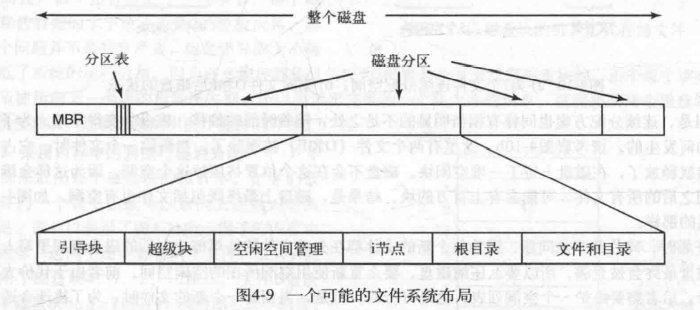 整个磁盘
分区表
磁盘分区
MBR
引导块 超级块 空闲空间管理 i节点 根目录 文件和目录
图4-9 一个可能的文件系统布局